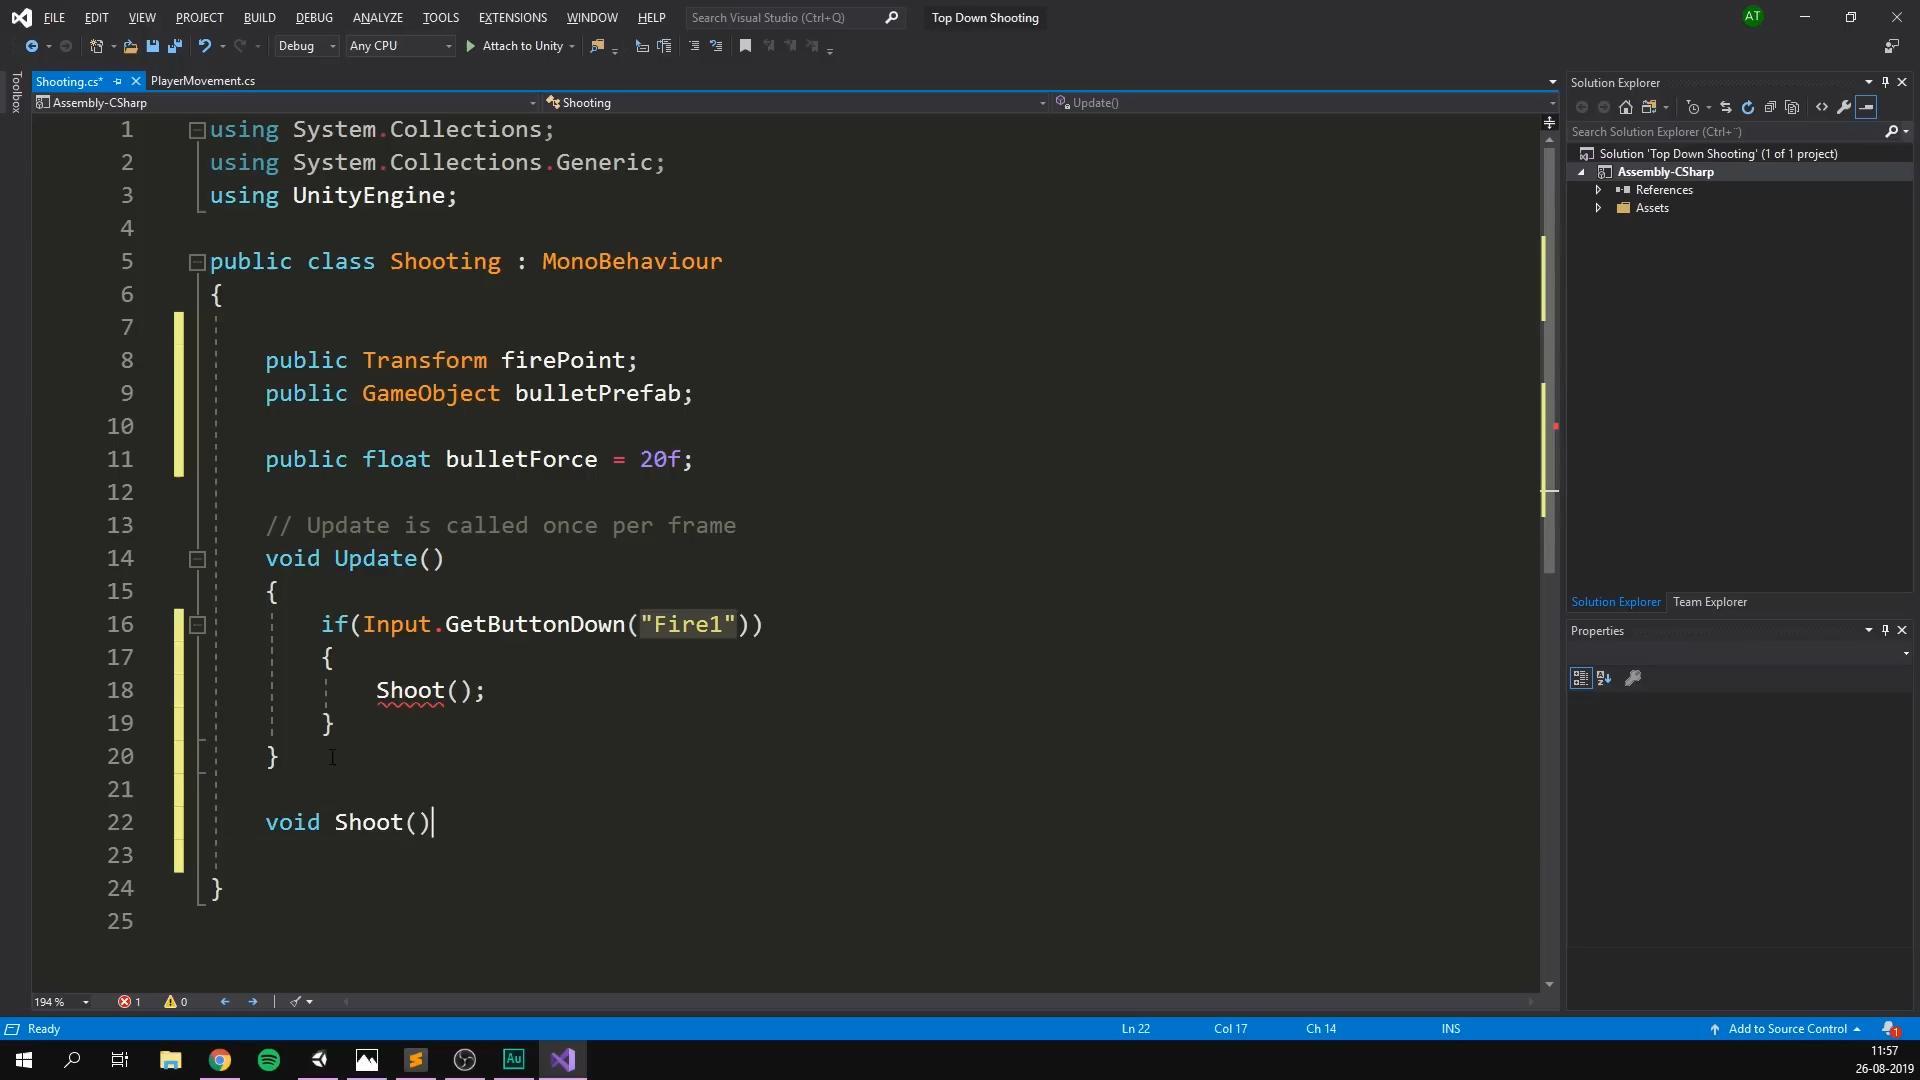 FILE EDIT VIEW PROJECT BUILD DEBUG ANALYZE TOOLS EXTENSIONS WINDOW HELP Search Visual Studio (Ctrl+Q) Top Down Shooting AT
Debug Any CPU Attach to Unity
Toolbox
Shooting.cs* PlayerMovement.cs
Assembly-CSharp Shooting Update()
1 using System.Collections;
2 using System.Collections.Generic;
3 using UnityEngine;
4
5 public class Shooting : MonoBehaviour
6 {
7
8 public Transform firePoint;
9 public GameObject bulletPrefab;
10
11 public float bulletForce = 20f;
12
13 // Update is called once per frame
14 void Update()
15 {
16 if(Input.GetButtonDown("Fire1"))
17 {
18 Shoot();
19 }
20 }
21
22 void Shoot()
23
24 }
25
194 % 1 0
Solution Explorer
Search Solution Explorer (Ctrl+¨)
Solution 'Top Down Shooting' (1 of 1 project)
Assembly-CSharp
References
Assets
Solution Explorer Team Explorer
Properties
Ready Ln 22 Col 17 Ch 14 INS Add to Source Control 1
Au
11:57
26-08-2019